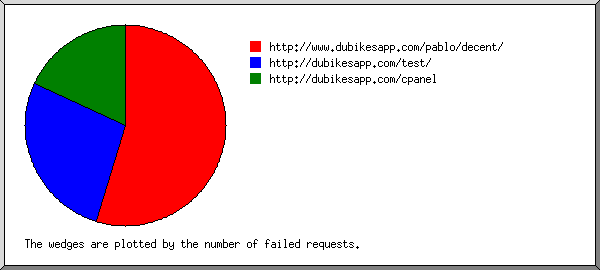 http://www.dubikesapp.com/pablo/decent/
http://dubikesapp.com/test/
http://dubikesapp.com/cpanel
The wedges are plotted by the number of failed requests.